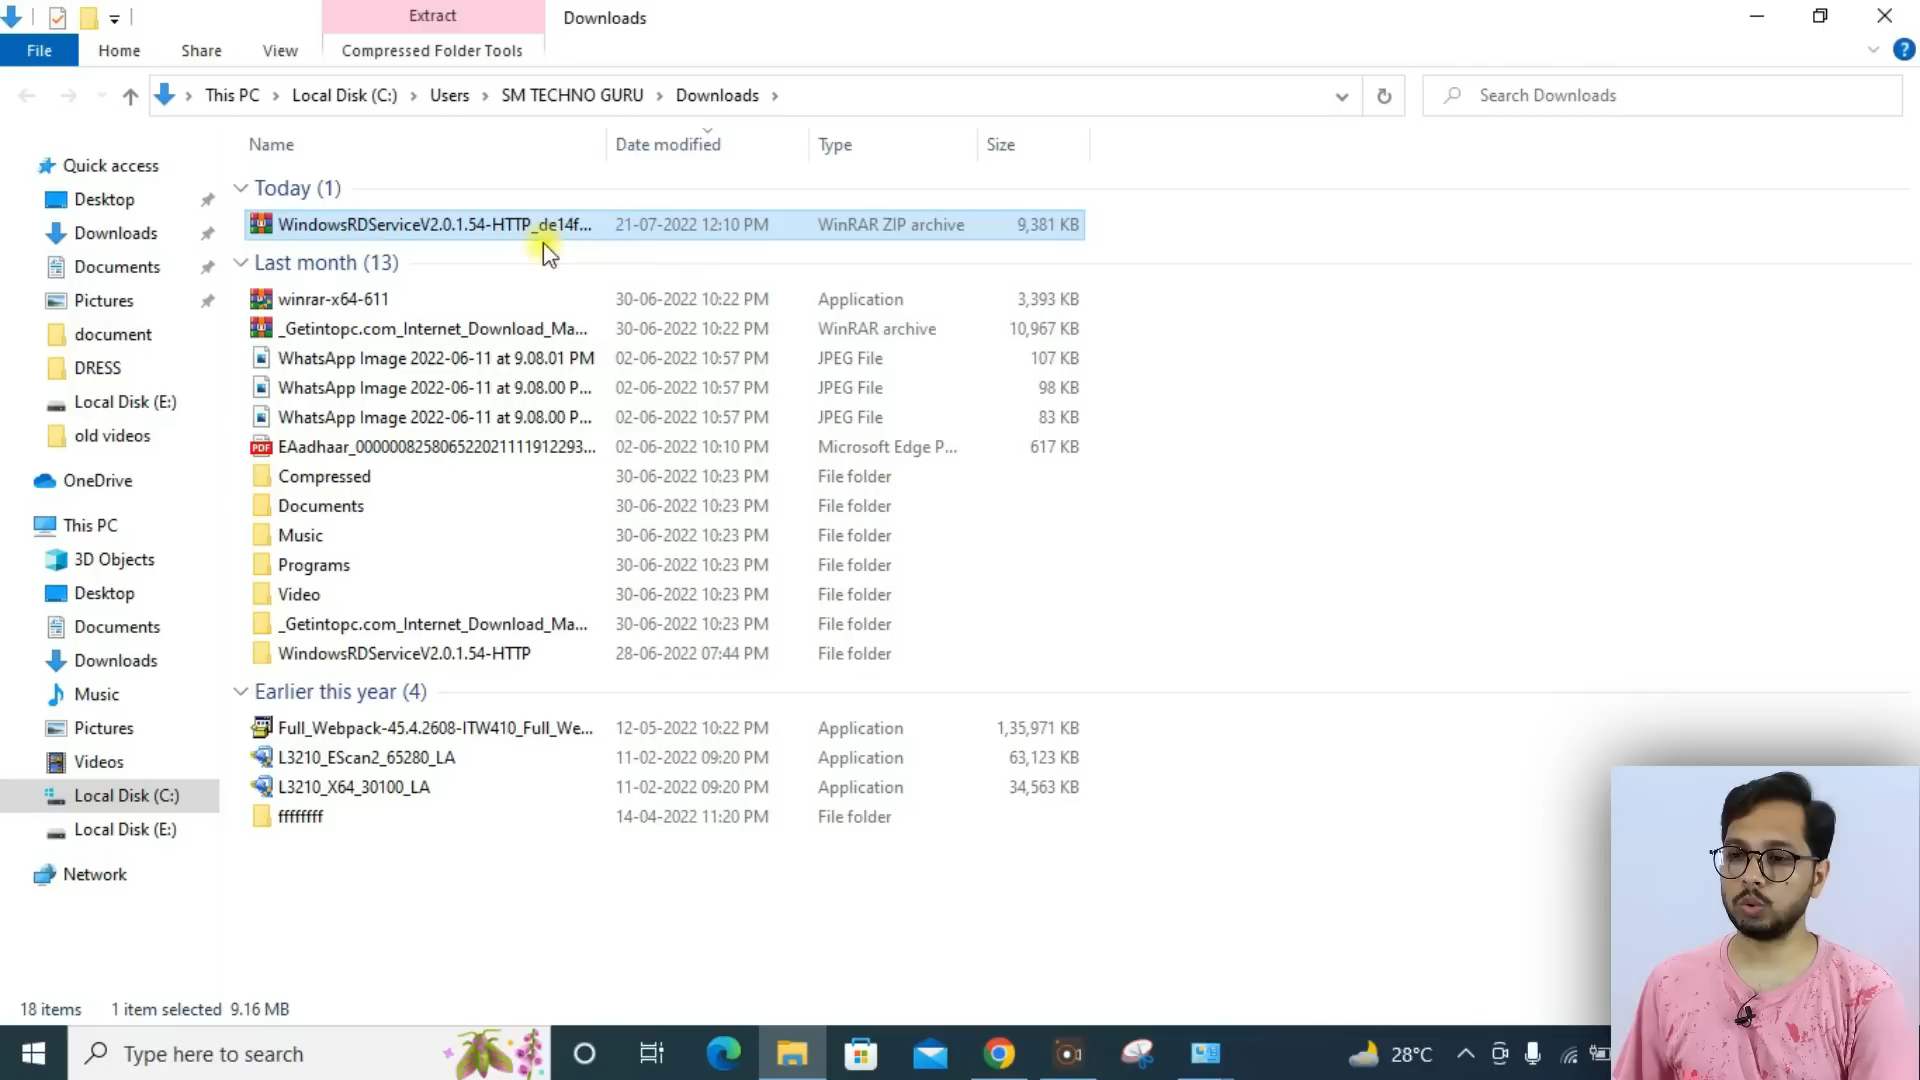 Extract
Downloads
File Home Share View Compressed Folder Tools
This PC Local Disk (C:) Users SM TECHNO GURU Downloads
Search Downloads
Name Date modified Type Size
Quick access
Desktop
Downloads
Documents
Pictures
document
DRESS
Local Disk (E:)
old videos
OneDrive
This PC
3D Objects
Desktop
Documents
Downloads
Music
Pictures
Videos
Local Disk (C:)
Local Disk (E:)
Network
Today (1)
WindowsRDServiceV2.0.1.54-HTTP_de14f... 21-07-2022 12:10 PM WinRAR ZIP archive 9,381 KB
Last month (13)
winrar-x64-611 30-06-2022 10:22 PM Application 3,393 KB
_Getintopc.com_Internet_Download_Ma... 30-06-2022 10:22 PM WinRAR archive 10,967 KB
WhatsApp Image 2022-06-11 at 9.08.01 PM 02-06-2022 10:57 PM JPEG File 107 KB
WhatsApp Image 2022-06-11 at 9.08.00 P... 02-06-2022 10:57 PM JPEG File 98 KB
WhatsApp Image 2022-06-11 at 9.08.00 P... 02-06-2022 10:57 PM JPEG File 83 KB
PDF EAadhaar_000000825806522021111912293... 02-06-2022 10:10 PM Microsoft Edge P... 617 KB
Compressed 30-06-2022 10:23 PM File folder
Documents 30-06-2022 10:23 PM File folder
Music 30-06-2022 10:23 PM File folder
Programs 30-06-2022 10:23 PM File folder
Video 30-06-2022 10:23 PM File folder
_Getintopc.com_Internet_Download_Ma... 30-06-2022 10:23 PM File folder
WindowsRDServiceV2.0.1.54-HTTP 28-06-2022 07:44 PM File folder
Earlier this year (4)
Full_Webpack-45.4.2608-ITW410_Full_We... 12-05-2022 10:22 PM Application 1,35,971 KB
L3210_EScan2_65280_LA 11-02-2022 09:20 PM Application 63,123 KB
L3210_X64_30100_LA 11-02-2022 09:20 PM Application 34,563 KB
ffffffff 14-04-2022 11:20 PM File folder
18 items 1 item selected 9.16 MB
Type here to search
28°C